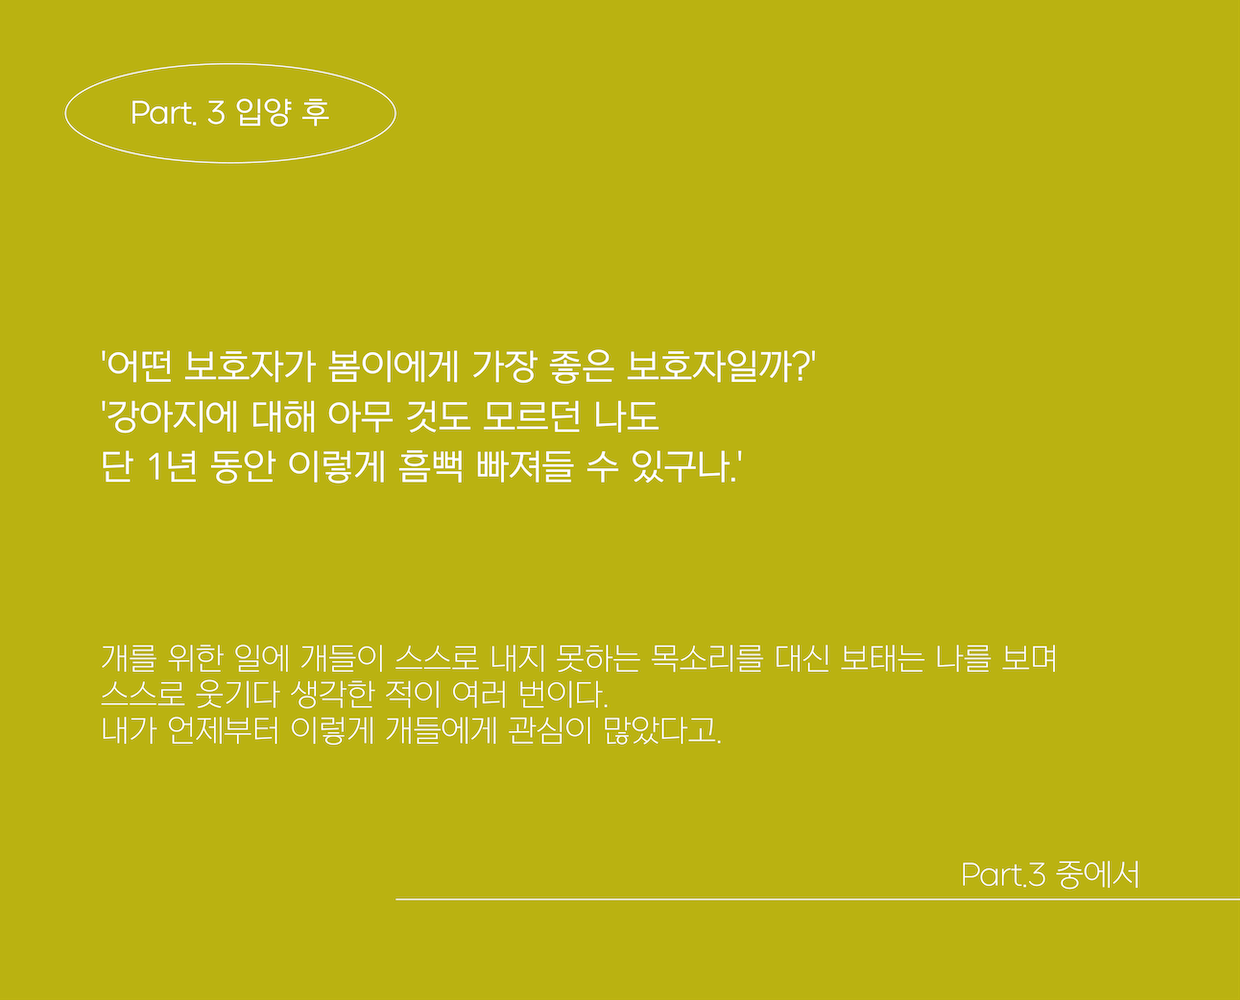 Part. 3 입양 후
'어떤 보호자가 봄이에게 가장 좋은 보호자일까?'
'강아지에 대해 아무 것도 모르던 나도
단 1년 동안 이렇게 흠뻑 빠져들 수 있구나.'
개를 위한 일에 개들이 스스로 내지 못하는 목소리를 대신 보태는 나를 보며
스스로 웃기다 생각한 적이 여러 번이다.
내가 언제부터 이렇게 개들에게 관심이 많았다고.
Part.3 중에서